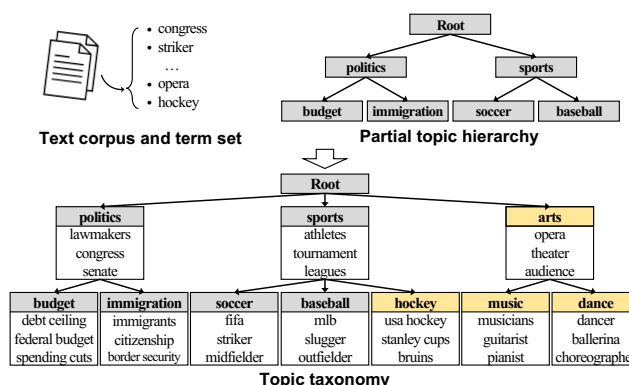 • congress
• striker
...
• opera
• hockey
Text corpus and term set
Root
politics sports
budget immigration soccer baseball
Partial topic hierarchy
Root
politics sports arts
lawmakers athletes opera
congress tournament theater
senate leagues audience
budget immigration soccer baseball hockey music dance
debt ceiling immigrants fifa mlb usa hockey musicians dancer
federal budget citizenship striker slugger stanley cups guitarist ballerina
spending cuts border security midfielder outfielder bruins pianist choreographe
Topic taxonomy